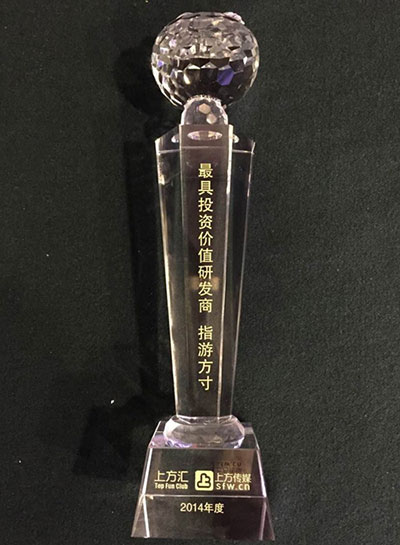 最具投资价值研发商 指游方寸
上方汇
Top Fun Club
上方传媒
sfw.cn
2014年度